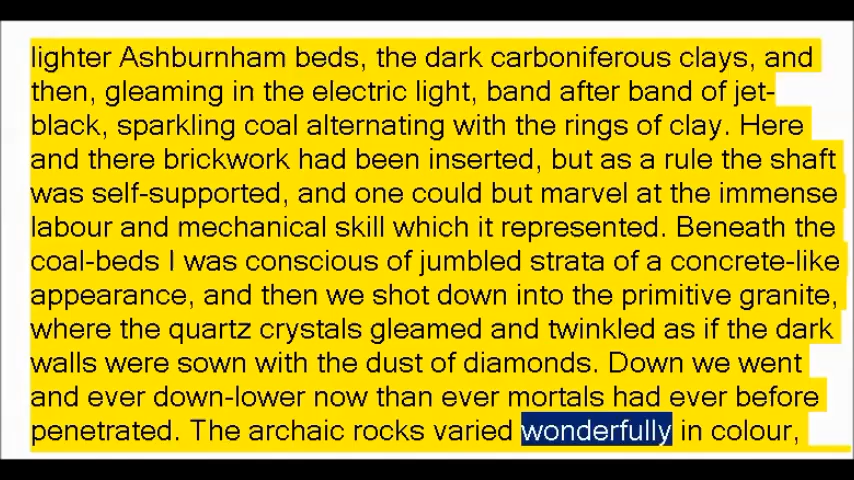 lighter Ashburnham beds, the dark carboniferous clays, and
then, gleaming in the electric light, band after band of jet-
black, sparkling coal alternating with the rings of clay. Here
and there brickwork had been inserted, but as a rule the shaft
was self-supported, and one could but marvel at the immense
labour and mechanical skill which it represented. Beneath the
coal-beds I was conscious of jumbled strata of a concrete-like
appearance, and then we shot down into the primitive granite,
where the quartz crystals gleamed and twinkled as if the dark
walls were sown with the dust of diamonds. Down we went
and ever down-lower now than ever mortals had ever before
penetrated. The archaic rocks varied wonderfully in colour,